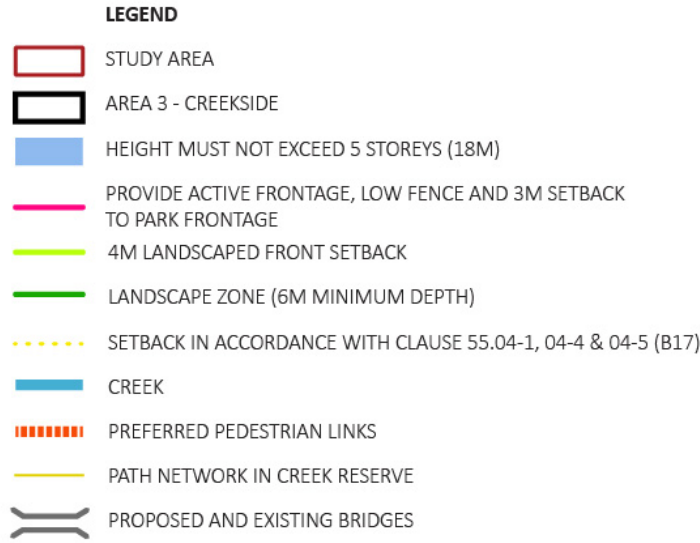 LEGEND
STUDY AREA
AREA 3 - CREEKSIDE
HEIGHT MUST NOT EXCEED 5 STOREYS (18M)
PROVIDE ACTIVE FRONTAGE, LOW FENCE AND 3M SETBACK
TO PARK FRONTAGE
4M LANDSCAPED FRONT SETBACK
LANDSCAPE ZONE (6M MINIMUM DEPTH)
SETBACK IN ACCORDANCE WITH CLAUSE 55.04-1, 04-4 & 04-5 (B17)
CREEK
PREFERRED PEDESTRIAN LINKS
PATH NETWORK IN CREEK RESERVE
PROPOSED AND EXISTING BRIDGES